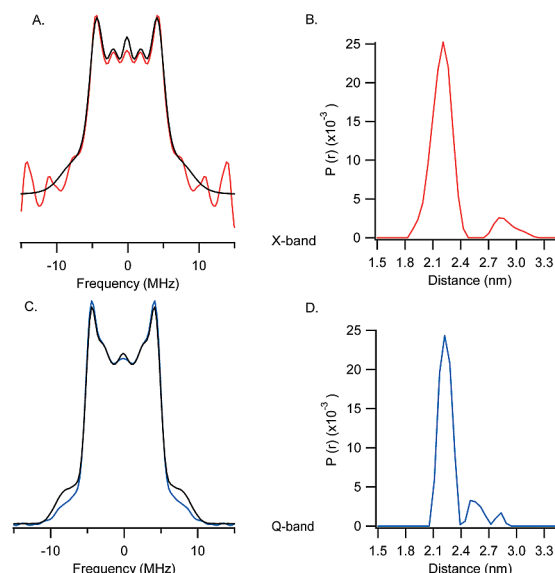 A.
B.
25
20
15
10
5
0
P (r) (x10-3)
X-band
-10
0
10
Frequency (MHz)
1.5
1.8
2.1
2.4
2.7
3.0
3.3
Distance (nm)
C.
D.
25
20
15
10
5
0
P (r) (x10-3)
Q-band
-10
0
10
Frequency (MHz)
1.5
1.8
2.1
2.4
2.7
3.0
3.3
Distance (nm)